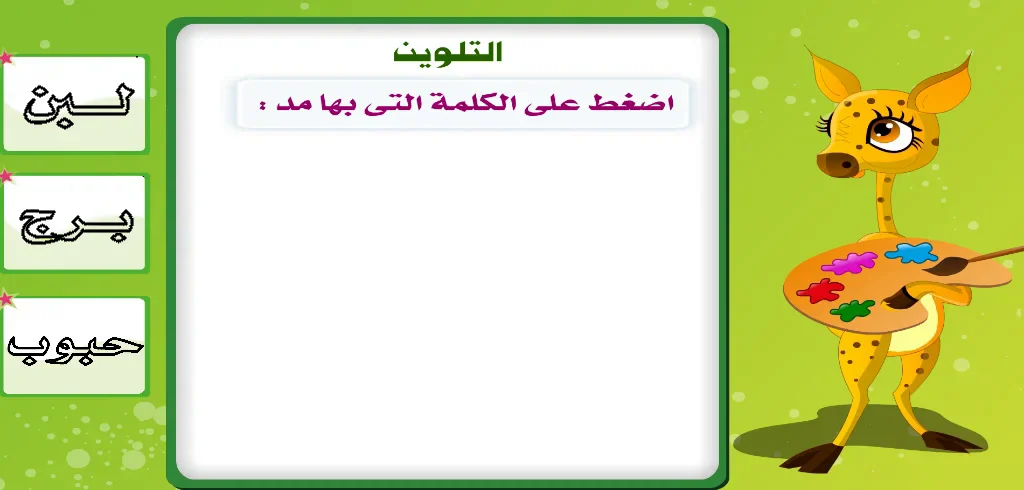 التلوين
اضغط على الكلمة التى بها مد :
لبن
برج
حبوب